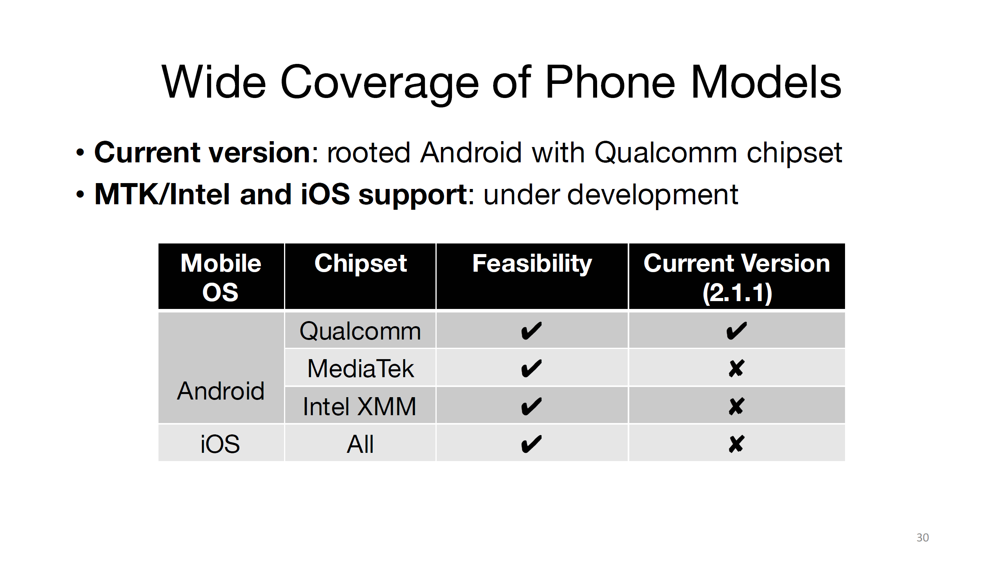 Wide Coverage of Phone Models
• Current version: rooted Android with Qualcomm chipset
• MTK/Intel and iOS support: under development
Mobile OS Chipset Feasibility Current Version (2.1.1)
Android Qualcomm ✔ ✔
MediaTek ✔ ✘
Intel XMM ✔ ✘
iOS All ✔ ✘
30